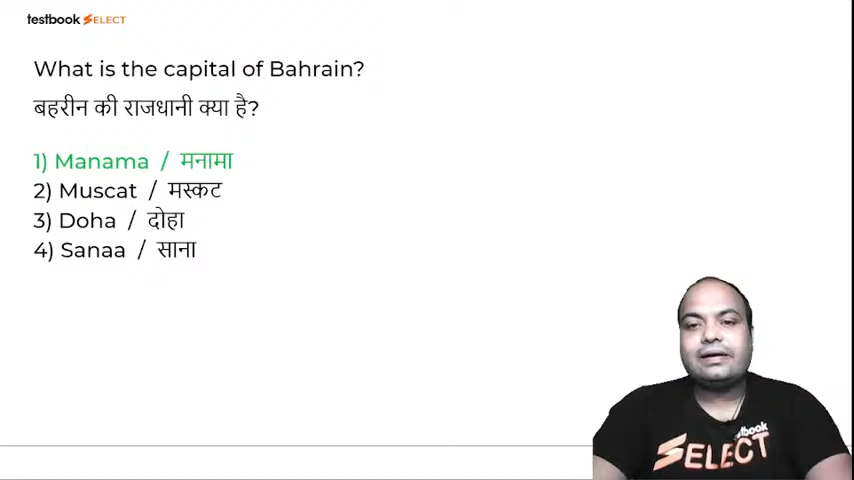 testbook SELECT
What is the capital of Bahrain?
बहरीन की राजधानी क्या है?
1) Manama / मनामा
2) Muscat / मस्कट
3) Doha / दोहा
4) Sanaa / साना
testbook
SELECT